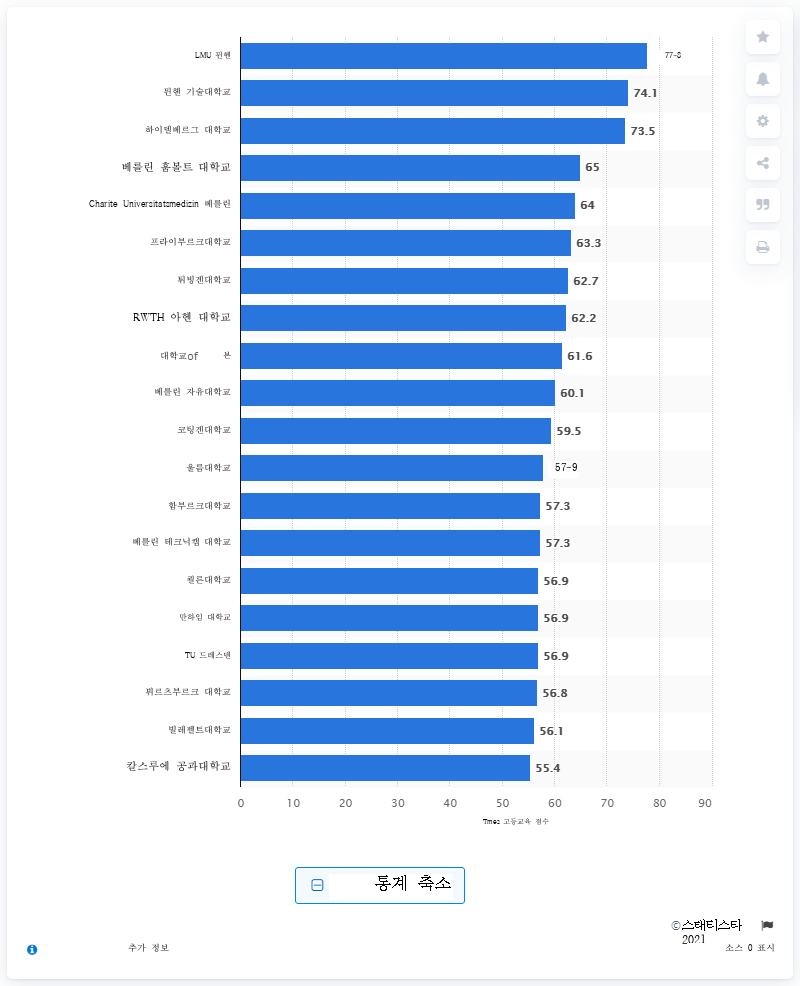 LMU 뮌헨 77-8
뮌헨 기술대학교 74.1
하이델베르그 대학교 73.5
베를린 훔볼트 대학교 65
Charite Universitatsmedizin 베를린 64
프라이부르크대학교 63.3
튀빙겐대학교 62.7
RWTH 아헨 대학교 62.2
대학교of 본 61.6
베를린 자유대학교 60.1
코팅겐대학교 59.5
울름대학교 57-9
함부르크대학교 57.3
베를린 테크닉컬 대학교 57.3
쾰른대학교 56.9
만하임 대학교 56.9
TU 드레스덴 56.9
뷔르츠부르크 대학교 56.8
빌레펠트대학교 56.1
칼스루에 공과대학교 55.4
0 10 20 30 40 50 60 70 80 90
Tmes 고등교육 점수
통계 축소
©스태티스타
2021
추가 정보
소스 0 표시